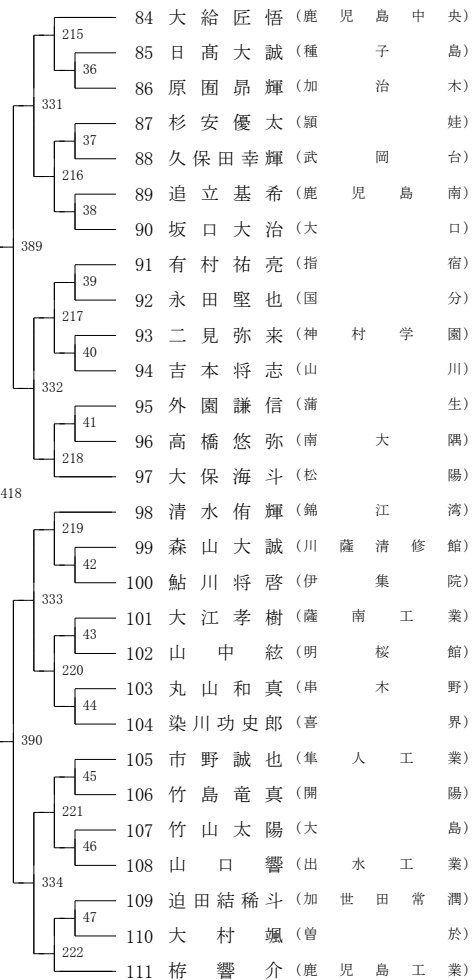 84 大給匠悟 (鹿児島中央)
215
85 日髙大誠 (種子島)
36
86 原囿昴輝 (加治木)
331
87 杉安優太 (頴娃)
37
88 久保田幸輝 (武岡台)
216
89 追立基希 (鹿児島南)
38
90 坂口大治 (大口)
389
91 有村祐亮 (指宿)
39
92 永田堅也 (国分)
217
93 二見弥来 (神村学園)
40
94 吉本将志 (山川)
332
95 外園謙信 (蒲生)
41
96 高橋悠弥 (南大隅)
218
97 大保海斗 (松陽)
418
98 清水侑輝 (錦江湾)
219
99 森山大誠 (川薩清修館)
42
100 鮎川将啓 (伊集院)
333
101 大江孝樹 (薩南工業)
43
102 山中絃 (明桜館)
220
103 丸山和真 (串木野)
44
104 染川功史郎 (喜界)
390
105 市野誠也 (隼人工業)
45
106 竹島竜真 (開陽)
221
107 竹山太陽 (大島)
46
108 山口響 (出水工業)
334
109 迫田結稀斗 (加世田常潤)
47
110 大村颯 (曽於)
222
111 栫響介 (鹿児島工業)